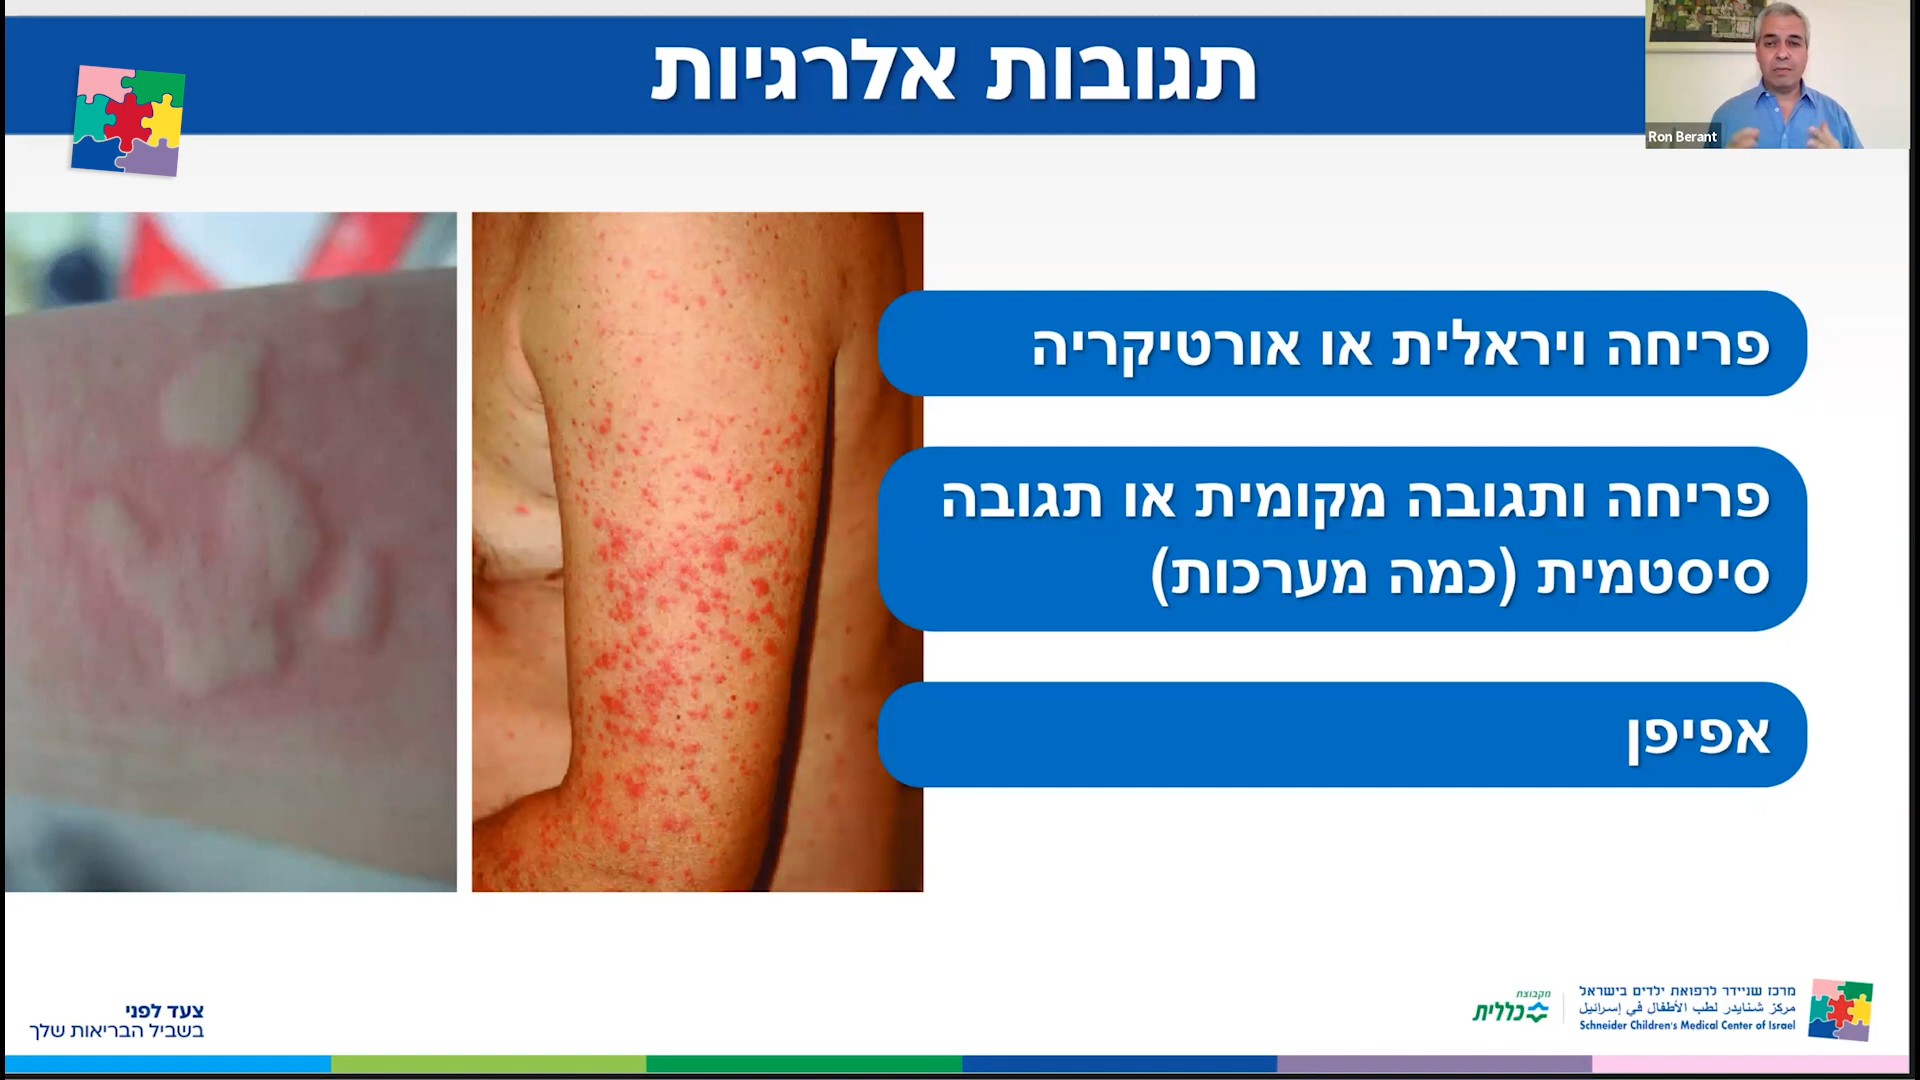 תגובות אלרגיות
Ron Berant
פריחה ויראלית או אורטיקריה
פריחה ותגובה מקומית או תגובה
סיסטמית (כמה מערכות)
אפיפן
צעד לפני
בשביל הבריאות שלך
מקבוצת
כללית
מרכז שניידר לרפואת ילדים בישראל
مركز شنايدر لطب الأطفال في إسرائيل
Schneider Children's Medical Center of Israel